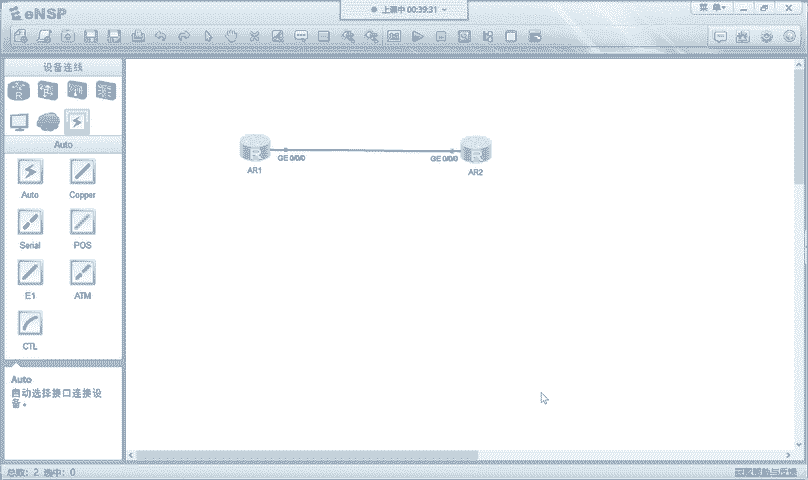 eNSP
上课中 00:39:31
菜 单
设备连线
R
Auto
Auto
Copper
Serial
POS
E1
ATM
CTL
Auto
自动选择接口连接设
备。
R
GE 0/0/0
AR1
GE 0/0/0
R
AR2
总数: 2 选中: 0
获取帮助与反馈